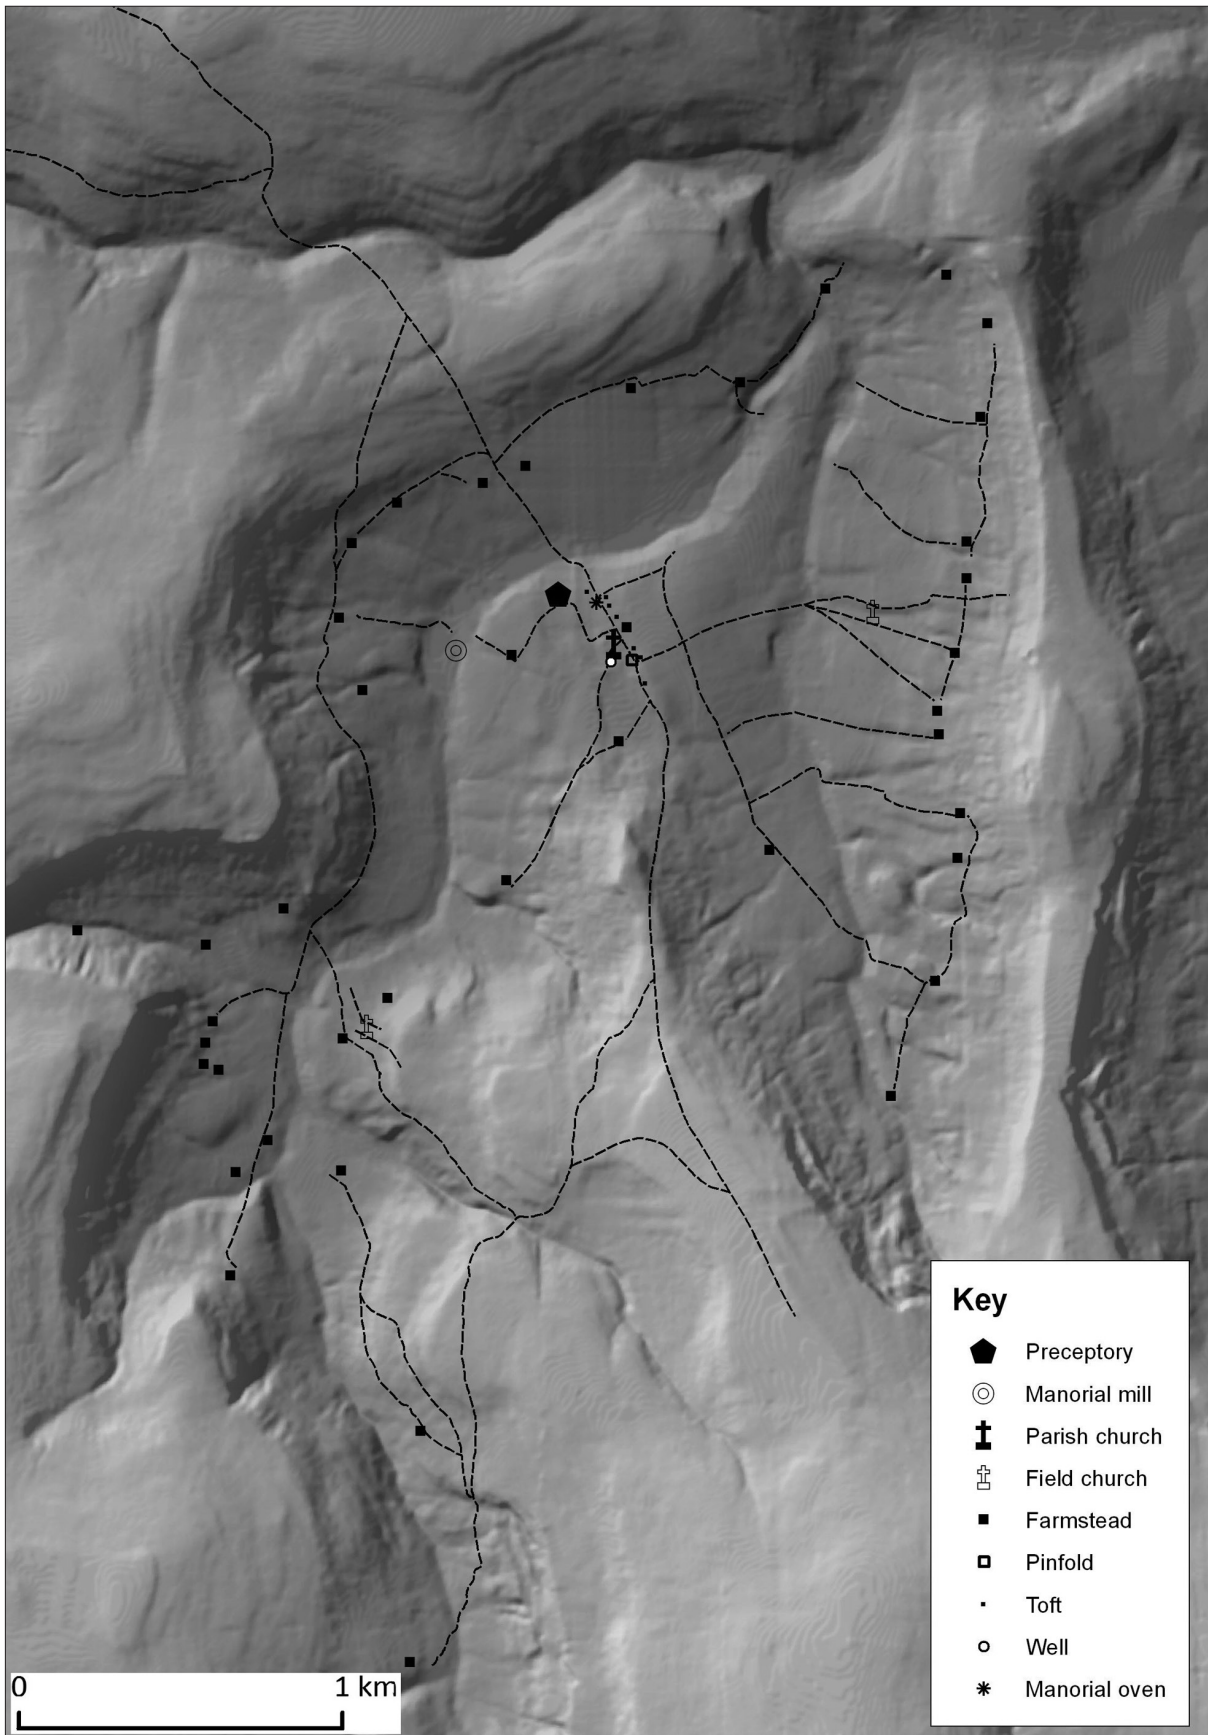 Key
Preceptory
Manorial mill
Parish church
Field church
Farmstead
Pinfold
Toft
Well
Manorial oven
0 1 km